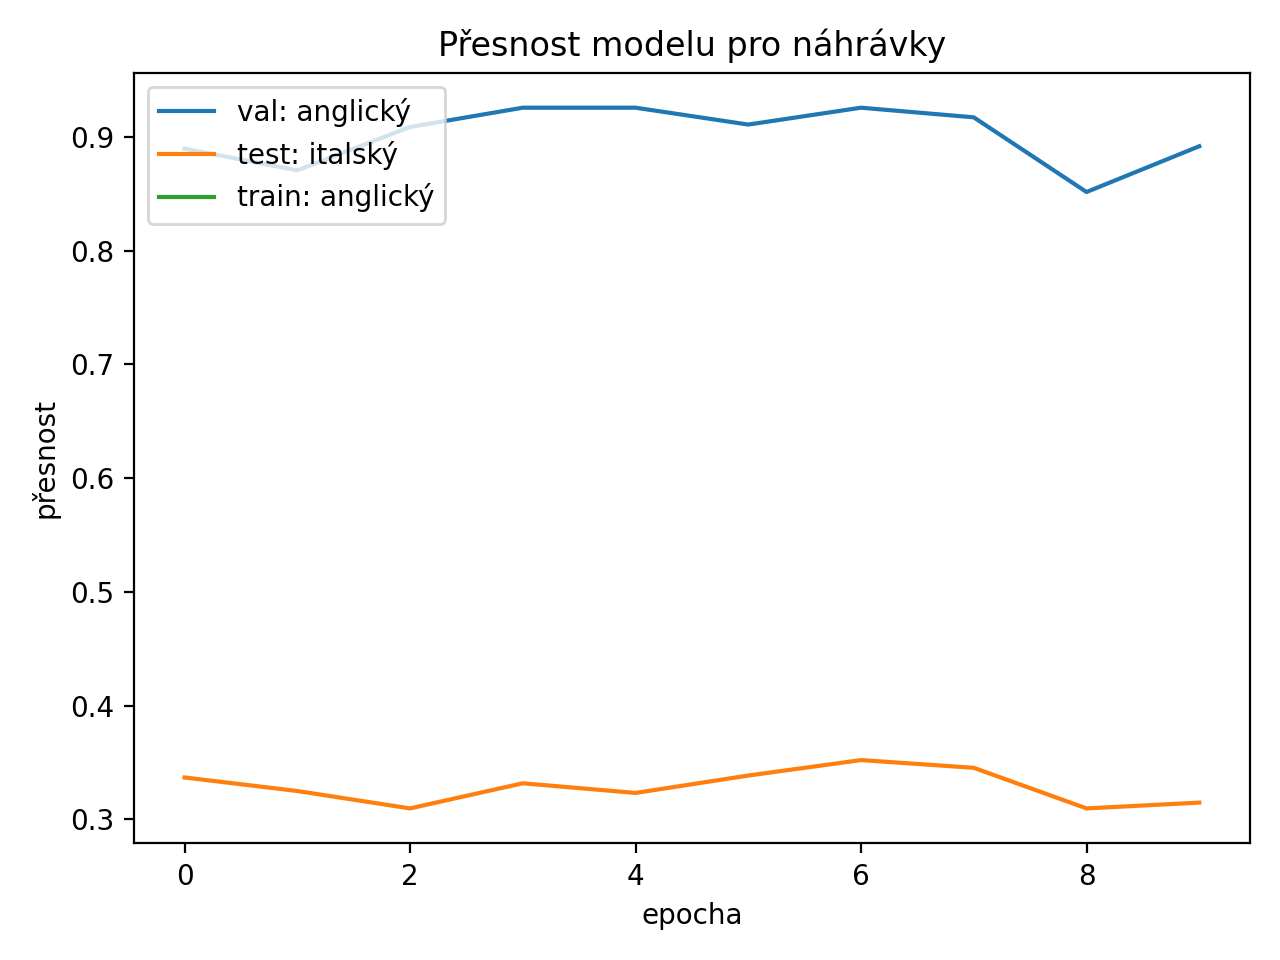 Přesnost modelu pro náhrávky
val: anglický
test: italský
train: anglický
0.9
0.8
0.7
0.6
0.5
0.4
0.3
přesnost
0 2 4 6 8
epocha